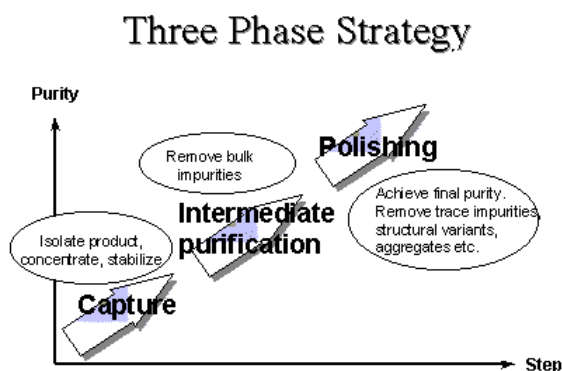 Three Phase Strategy
Purity
Polishing
Remove bulk
impurities
Achieve final purity.
Remove trace impurities,
structural variants,
aggregates etc.
Intermediate
purification
Isolate product,
concentrate, stabilize
Capture
Step